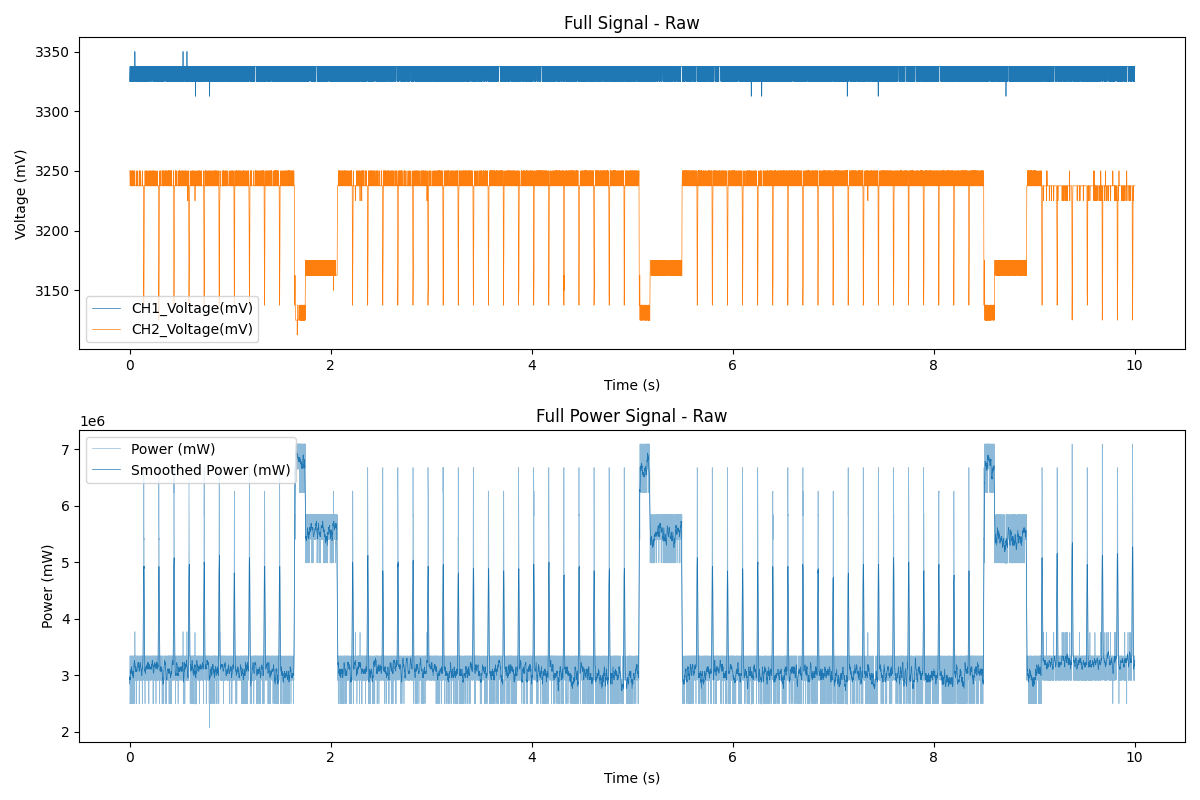 Full Signal - Raw
3350
3300
3250
3200
3150
Voltage (mV)
CH1_Voltage(mV)
CH2_Voltage(mV)
0 2 4 6 8 10
Time (s)
Full Power Signal - Raw
1e6
7
6
5
4
3
2
Power (mW)
Power (mW)
Smoothed Power (mW)
0 2 4 6 8 10
Time (s)